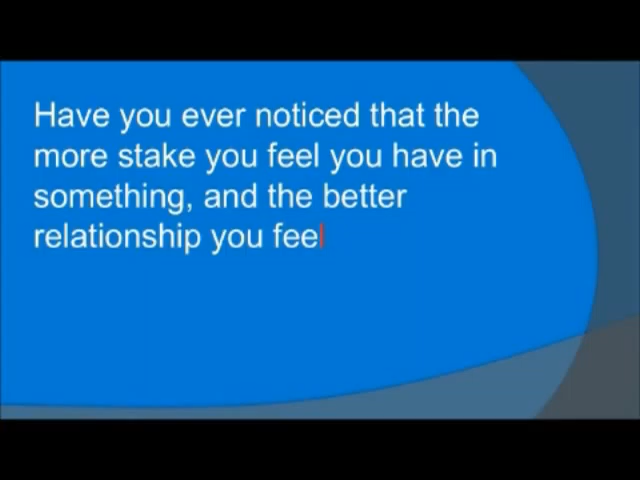 Have you ever noticed that the
more stake you feel you have in
something, and the better
relationship you feel